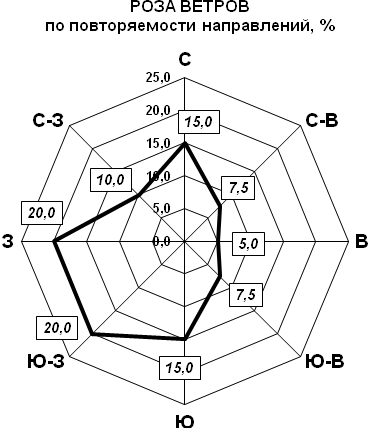 РОЗА ВЕТРОВ
по повторяемости направлений, %
С
25,0
С-З
20,0
С-В
15,0
15,0
10,0
10,0
7,5
20,0
5,0
З
0,0
5,0
В
7,5
20,0
Ю-З
15,0
Ю-В
Ю